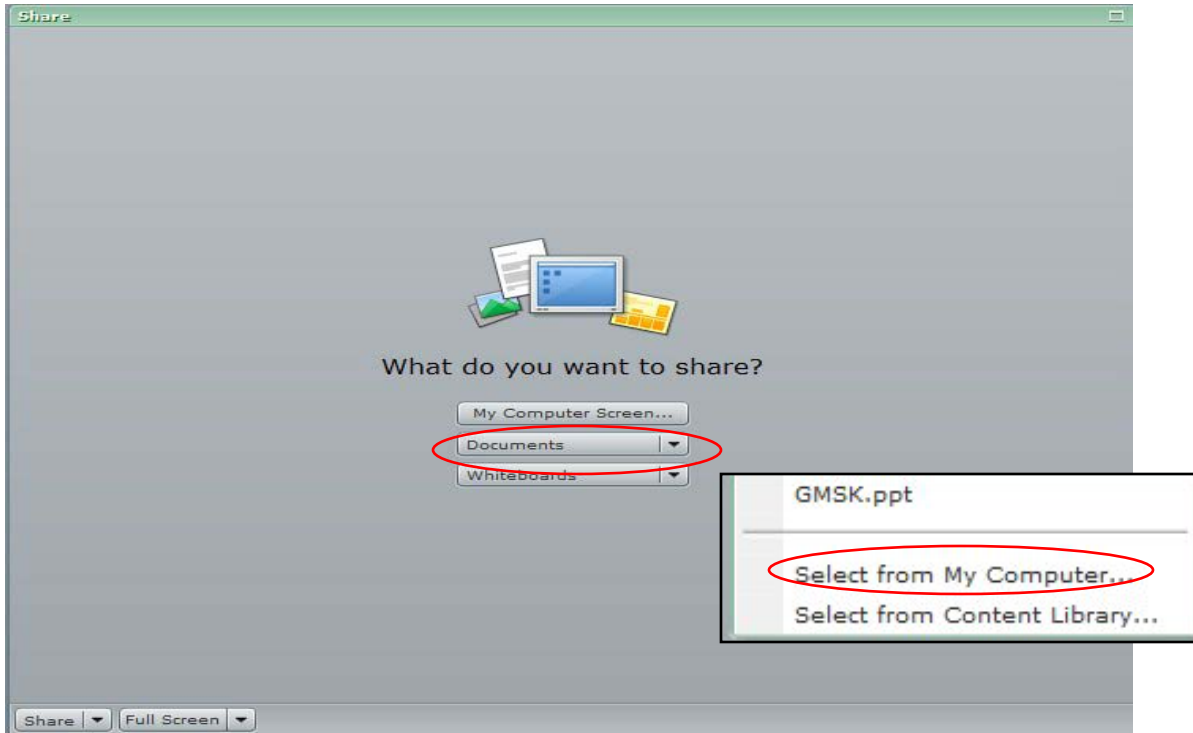 Share
What do you want to share?
My Computer Screen...
Documents
Whiteboards
GMSK.ppt
Select from My Computer...
Select from Content Library...
Share Full Screen